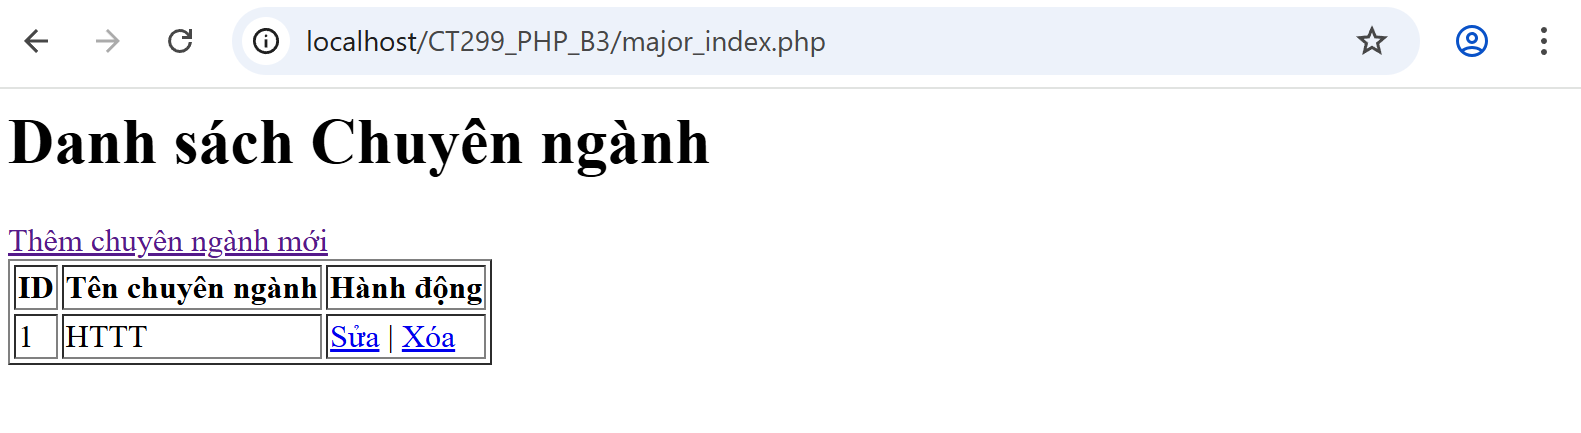 localhost/CT299_PHP_B3/major_index.php
Danh sách Chuyên ngành
Thêm chuyên ngành mới
ID Tên chuyên ngành Hành động
1 HTTT Sửa | Xóa